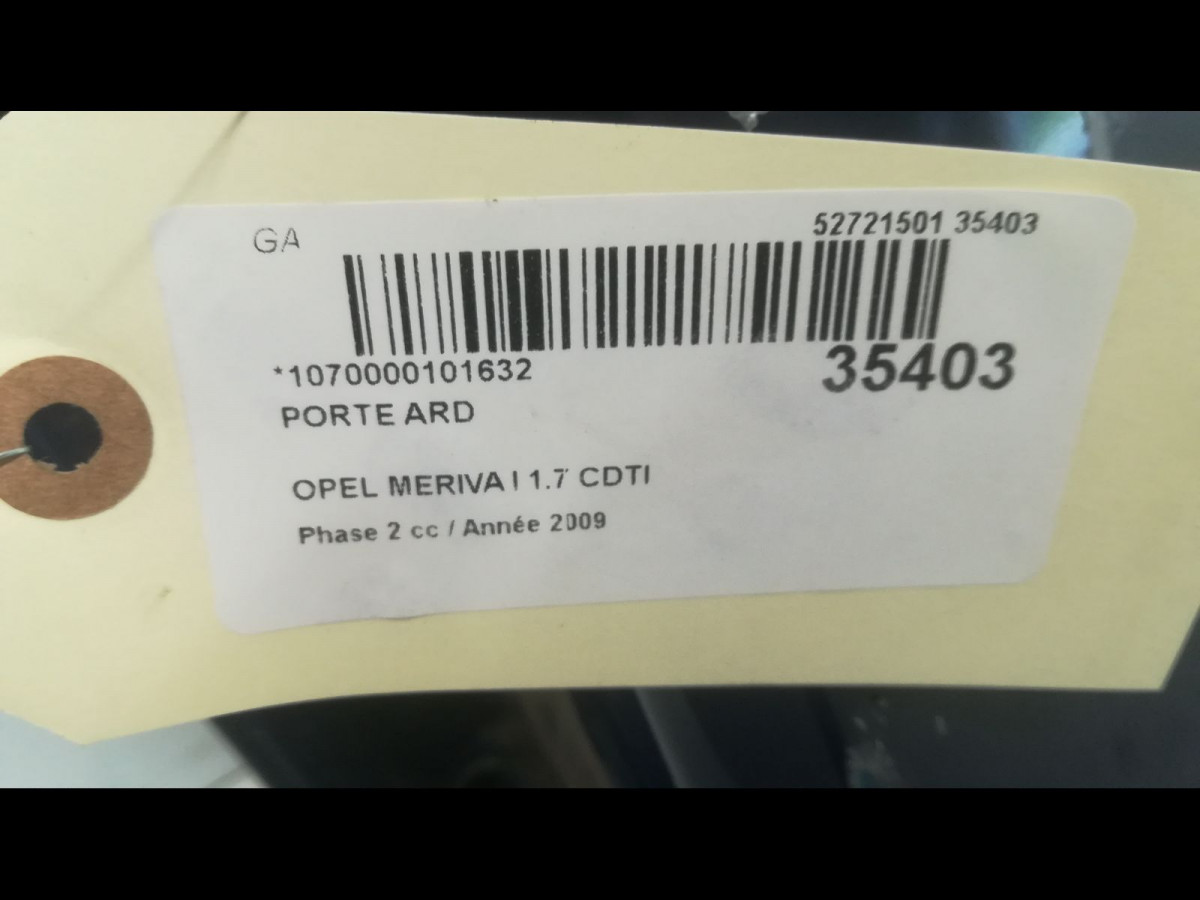 GA
52721501 35403
*1070000101632
35403
PORTE ARD
OPEL MERIVA I 1.7 CDTI
Phase 2 cc / Année 2009